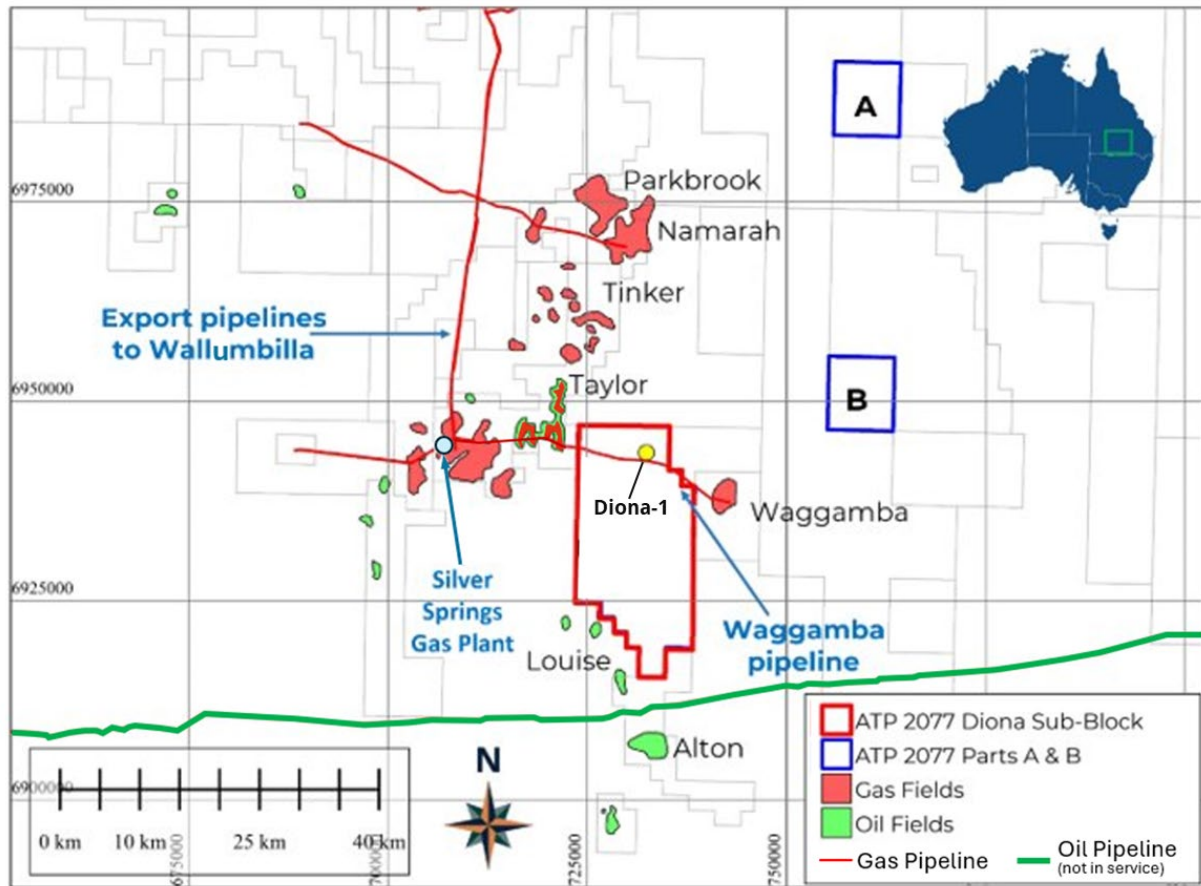 A
6975000
Parkbrook
Namarah
Tinker
Export pipelines
to Wallumbilla
6950000
Taylor
B
Diona-1
Waggamba
6925000
Silver
Springs
Gas Plant
Waggamba
pipeline
Louise
Alton
N
6900000
0 km 10 km 25 km 40 km
675000
700000
725000
750000
ATP 2077 Diona Sub-Block
ATP 2077 Parts A & B
Gas Fields
Oil Fields
Gas Pipeline
Oil Pipeline
(not in service)